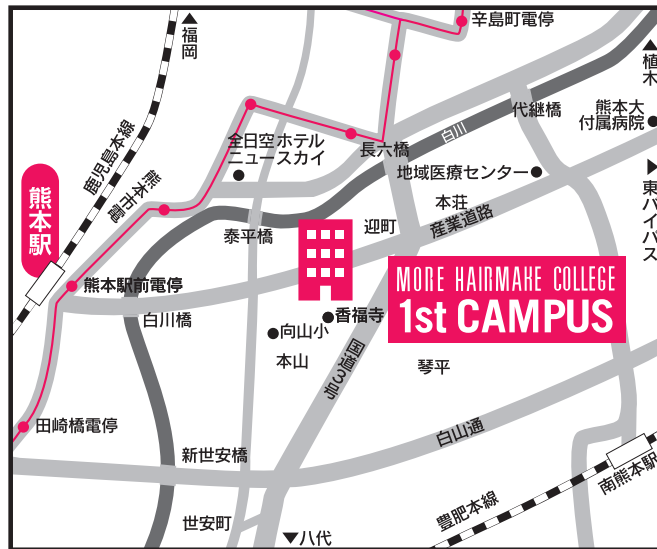 ▲福岡
辛島町電停
▲植木
鹿児島本線
代継橋
熊本大
付属病院
白川
全日空ホテル
ニュースカイ
長六橋
熊本駅
熊本市電
地域医療センター
▶東バイパス
本荘
迎町
産業道路
泰平橋
熊本駅前電停
MORE HAIRMAKE COLLEGE
1st CAMPUS
白川橋
香福寺
向山小
本山
国道3号
琴平
田崎橋電停
白山通
新世安橋
南熊本駅
豊肥本線
世安町
▼八代